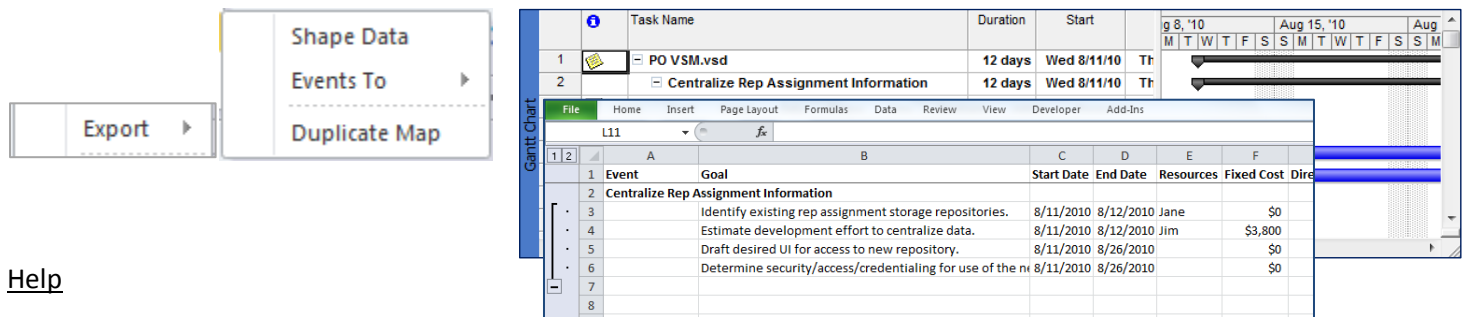 Export
Shape Data
Events To
Duplicate Map
Task Name Duration Start
g 8, '10 Aug 15, '10 Aug
M T W T F S S M T W T F S S M
1 PO VSM.vsd 12 days Wed 8/11/10 Th
2 Centralize Rep Assignment Information 12 days Wed 8/11/10 Th
Gantt Chart
File Home Insert Page Layout Formulas Data Review View Developer Add-Ins
L11 fx
1 2 A B C D E F
1 Event Goal Start Date End Date Resources Fixed Cost Dire
2 Centralize Rep Assignment Information
3 Identify existing rep assignment storage repositories. 8/11/2010 8/12/2010 Jane $0
4 Estimate development effort to centralize data. 8/11/2010 8/12/2010 Jim $3,800
5 Draft desired UI for access to new repository. 8/11/2010 8/26/2010 $0
6 Determine security/access/credentialing for use of the n 8/11/2010 8/26/2010 $0
7
8
Help